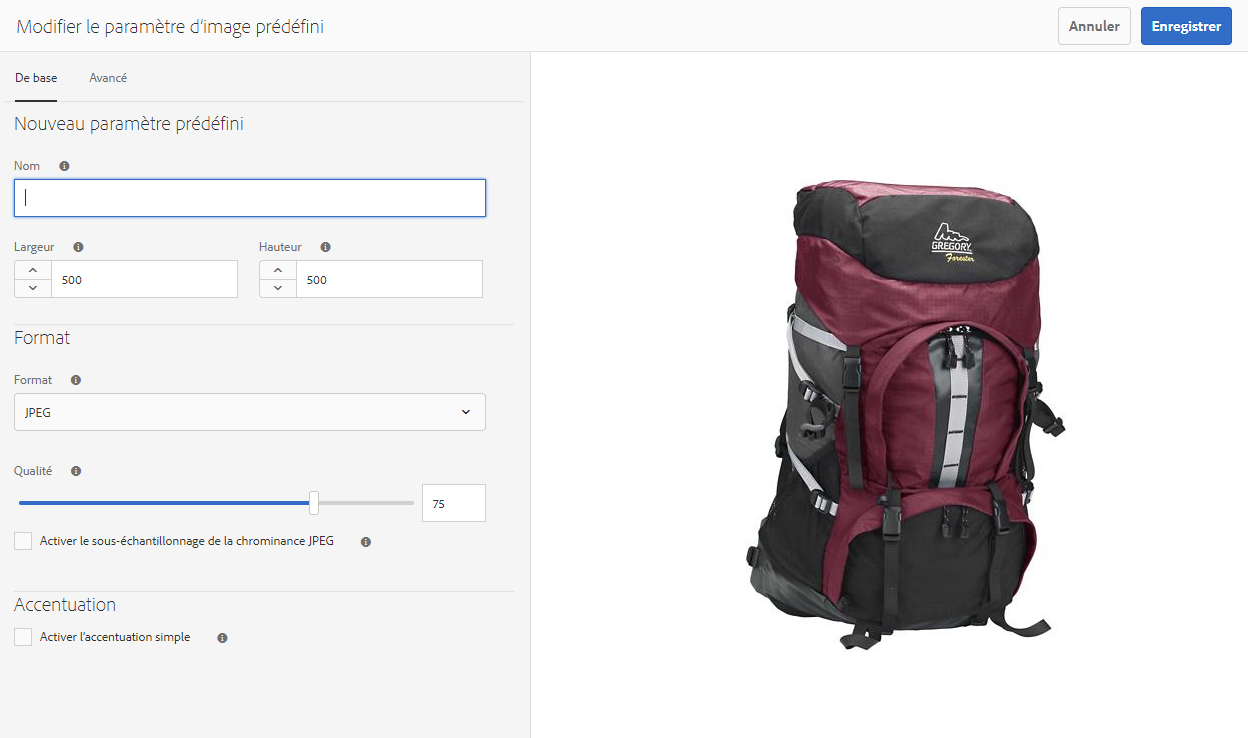 Modifier le paramètre d'image prédéfini
Annuler
Enregistrer
De base
Avancé
Nouveau paramètre prédéfini
Nom
Largeur
Hauteur
500
500
Format
Format
JPEG
Qualité
75
Activer le sous-échantillonnage de la chrominance JPEG
Accentuation
Activer l'accentuation simple
GREGORY
Forester